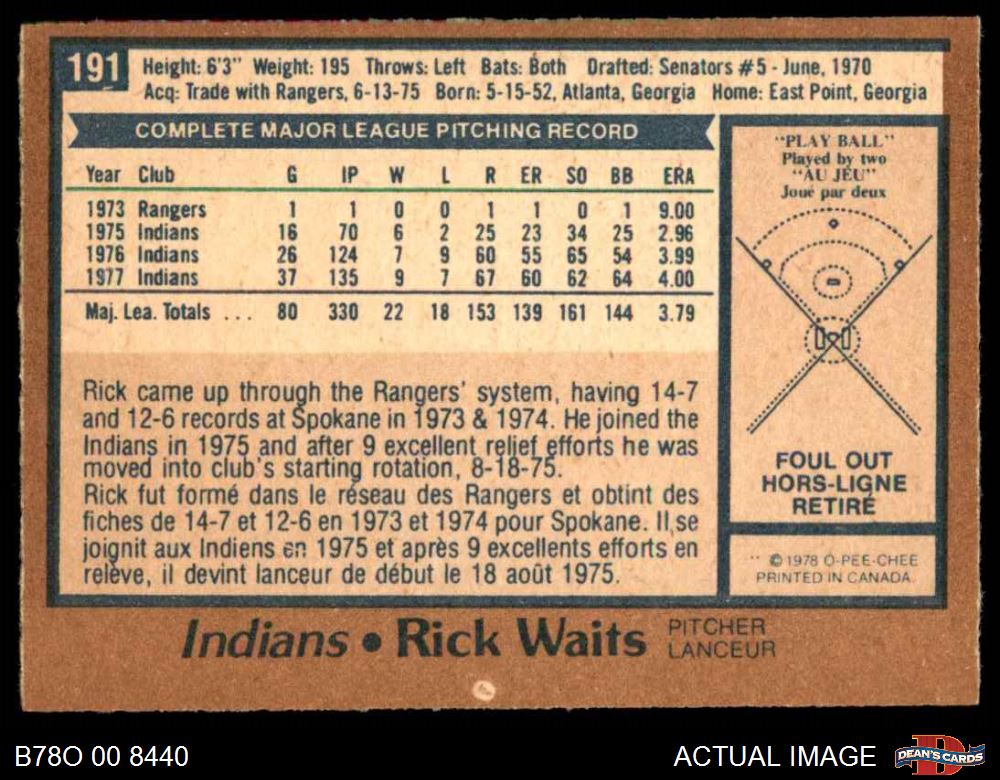 191
Height: 6'3" Weight: 195 Throws: Left Bats: Both Drafted: Senators #5 - June, 1970
Acq: Trade with Rangers, 6-13-75 Born: 5-15-52, Atlanta, Georgia Home: East Point, Georgia
COMPLETE MAJOR LEAGUE PITCHING RECORD
Year Club G IP W L R ER SO BB ERA
1973 Rangers 1 1 0 0 1 1 0 1 9.00
1975 Indians 16 70 6 2 25 23 34 25 2.96
1976 Indians 26 124 7 9 60 55 65 54 3.99
1977 Indians 37 135 9 7 67 60 62 64 4.00
Maj. Lea. Totals ... 80 330 22 18 153 139 161 144 3.79
Rick came up through the Rangers' system, having 14-7
and 12-6 records at Spokane in 1973 & 1974. He joined the
Indians in 1975 and after 9 excellent relief efforts he was
moved into club's starting rotation, 8-18-75.
Rick fut formé dans le réseau des Rangers et obtint des
fiches de 14-7 et 12-6 en 1973 et 1974 pour Spokane. Il se
joignit aux Indiens en 1975 et après 9 excellents efforts en
relève, il devint lanceur de début le 18 août 1975.
"PLAY BALL"
Played by two
"AU JEU"
Joué par deux
FOUL OUT
HORS-LIGNE
RETIRÉ
© 1978 O-PEE-CHEE
PRINTED IN CANADA.
Indians • Rick Waits PITCHER
LANCEUR
B78O 00 8440
ACTUAL IMAGE
D
DEAN'S CARDS